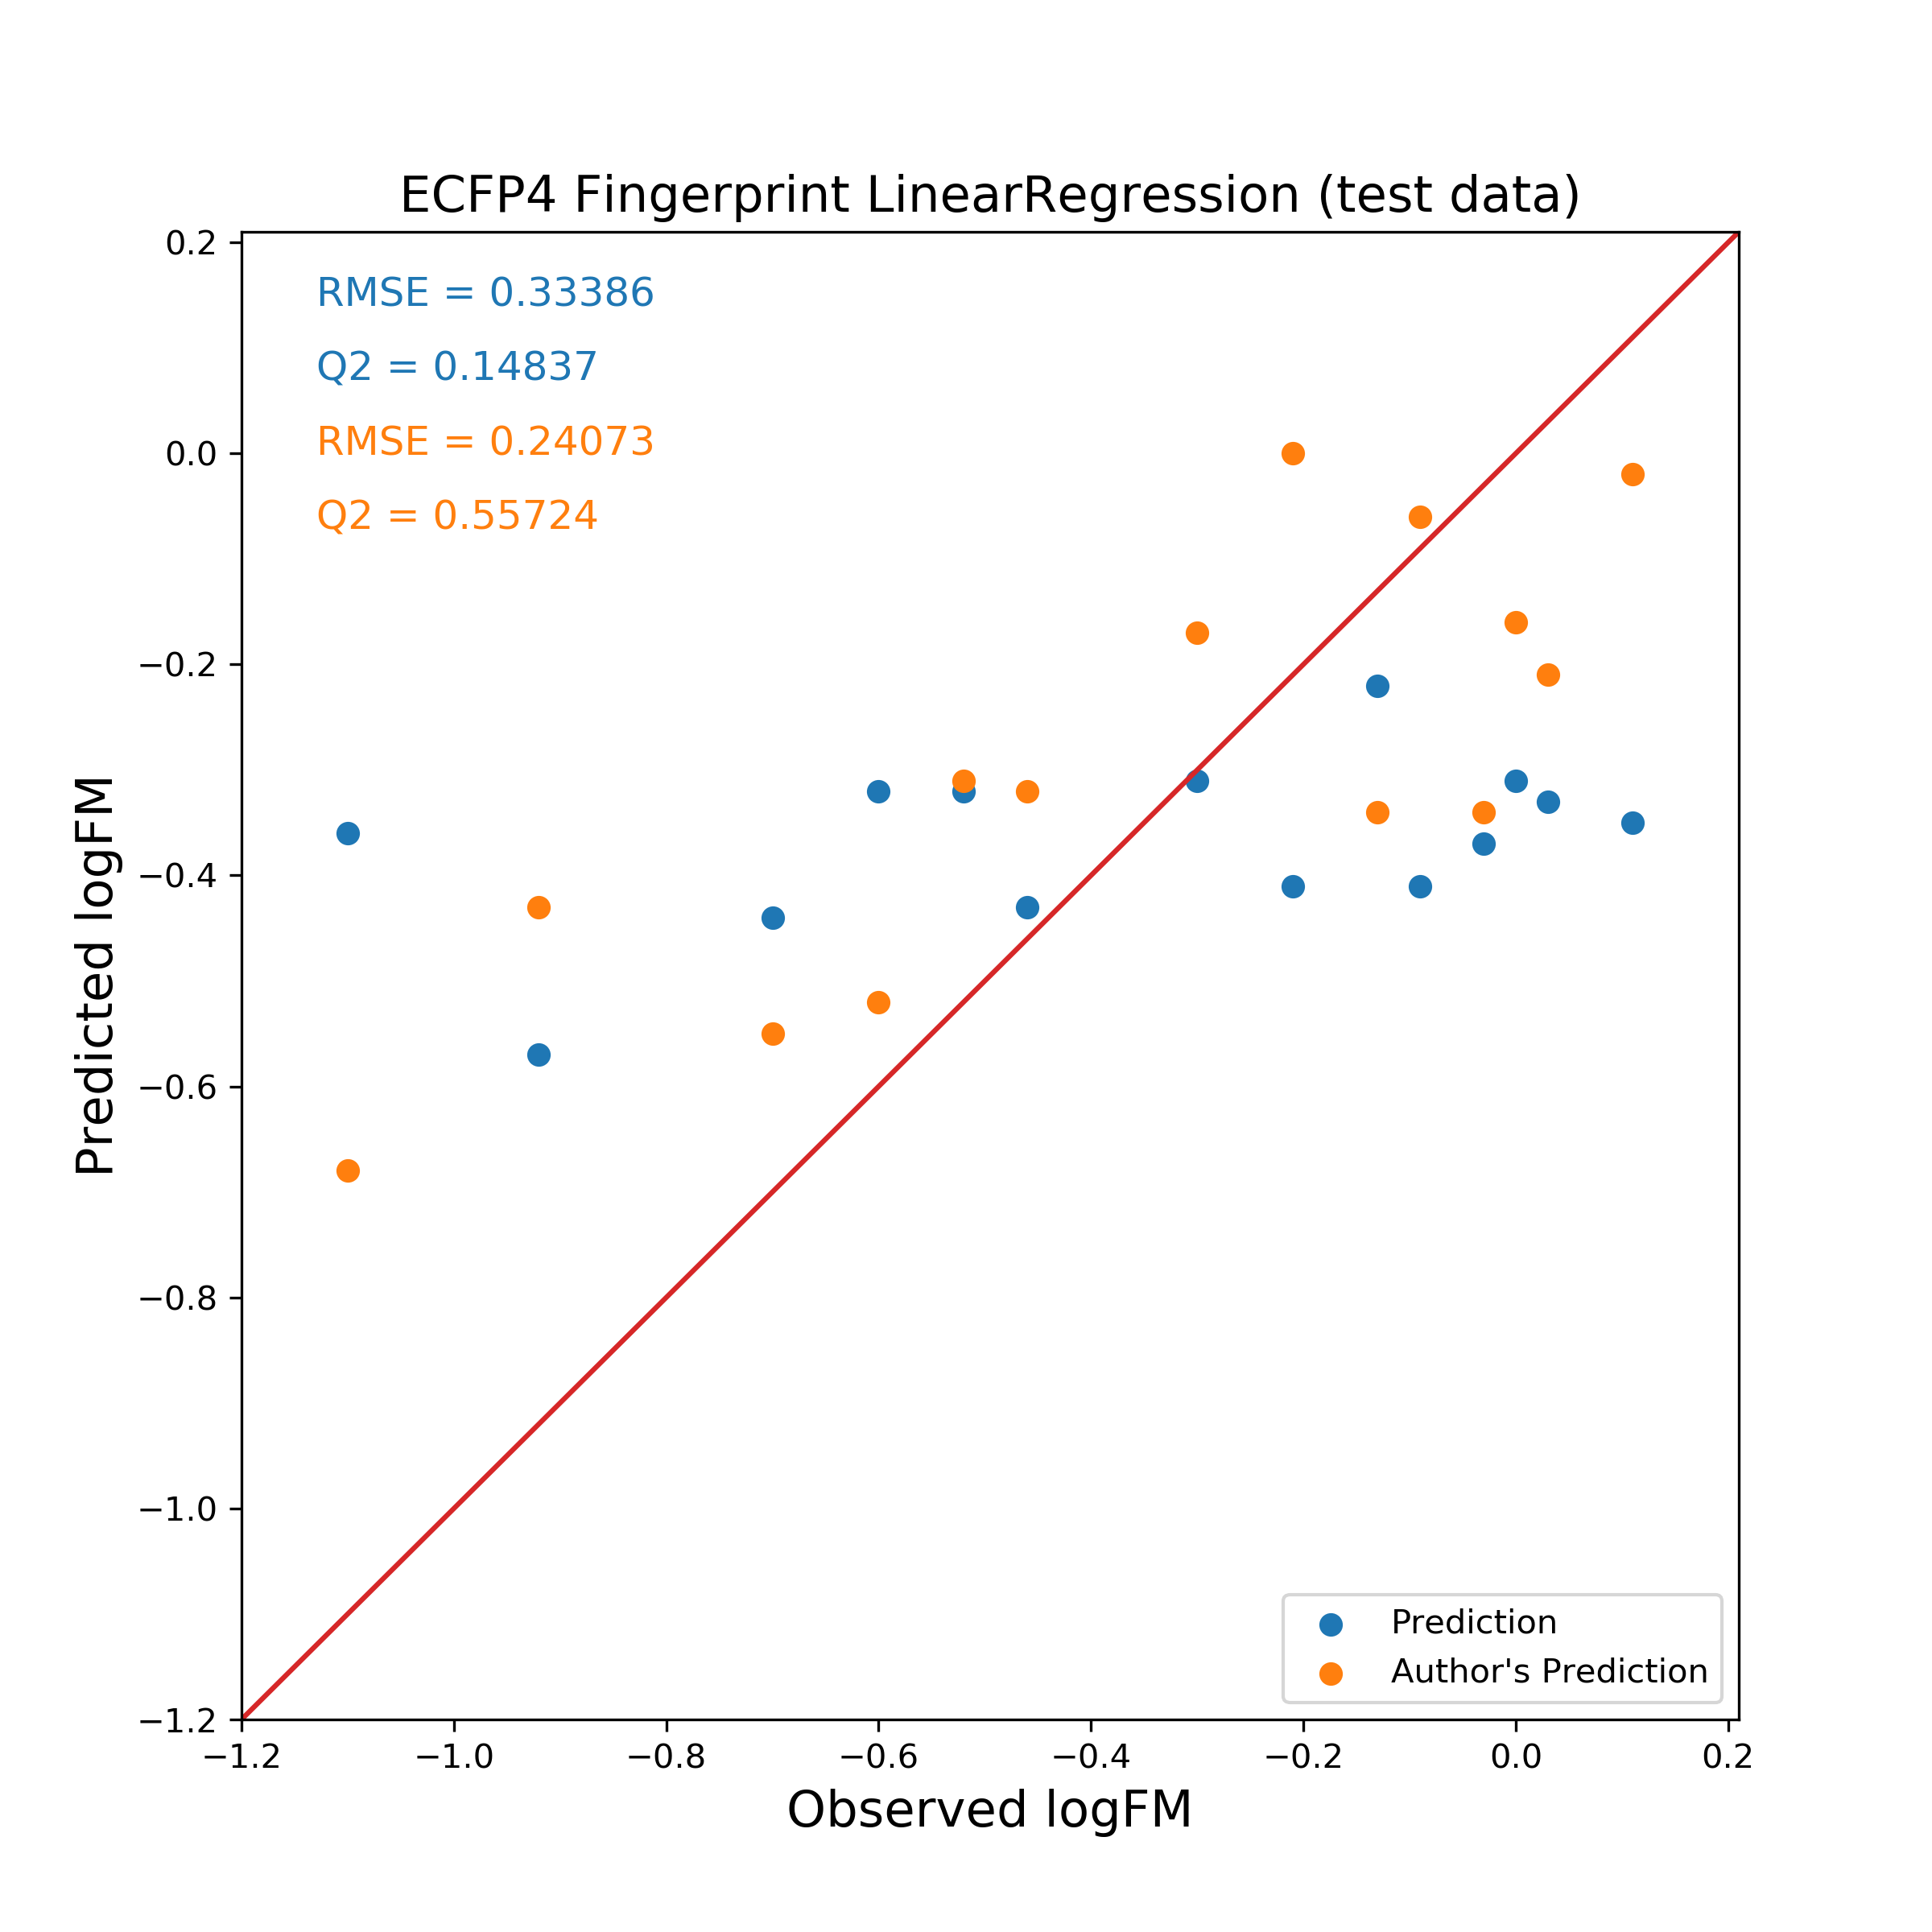 ECFP4 Fingerprint LinearRegression (test data)
RMSE = 0.33386
Q2 = 0.14837
RMSE = 0.24073
Q2 = 0.55724
0.2
0.0
−0.2
−0.4
−0.6
−0.8
−1.0
−1.2
Predicted logFM
Prediction
Author's Prediction
−1.2 −1.0 −0.8 −0.6 −0.4 −0.2 0.0 0.2
Observed logFM